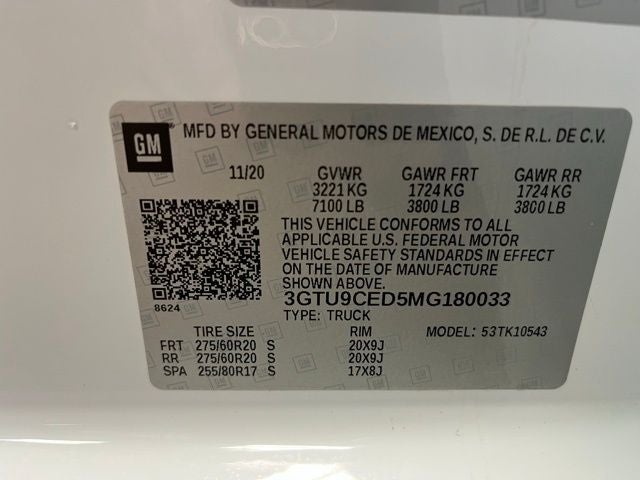 GM MFD BY GENERAL MOTORS DE MEXICO, S. DE R.L. DE C.V.
11/20 GVWR GAWR FRT GAWR RR
3221 KG 1724 KG 1724 KG
7100 LB 3800 LB 3800 LB
THIS VEHICLE CONFORMS TO ALL
APPLICABLE U.S. FEDERAL MOTOR
VEHICLE SAFETY STANDARDS IN EFFECT
ON THE DATE OF MANUFACTURE
SHOWN ABOVE.
3GTU9CED5MG180033
8624
TYPE: TRUCK
TIRE SIZE RIM MODEL: 53TK10543
FRT 275/60R20 S 20X9J
RR 275/60R20 S 20X9J
SPA 255/80R17 S 17X8J